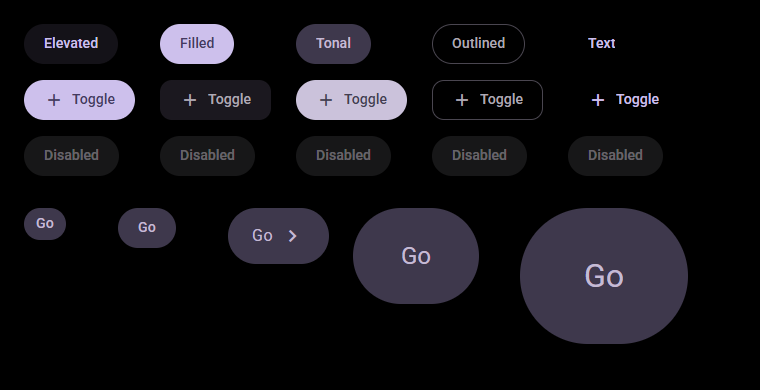 Elevated Filled Tonal Outlined Text
+ Toggle + Toggle + Toggle + Toggle + Toggle
Disabled Disabled Disabled Disabled Disabled
Go Go Go Go Go